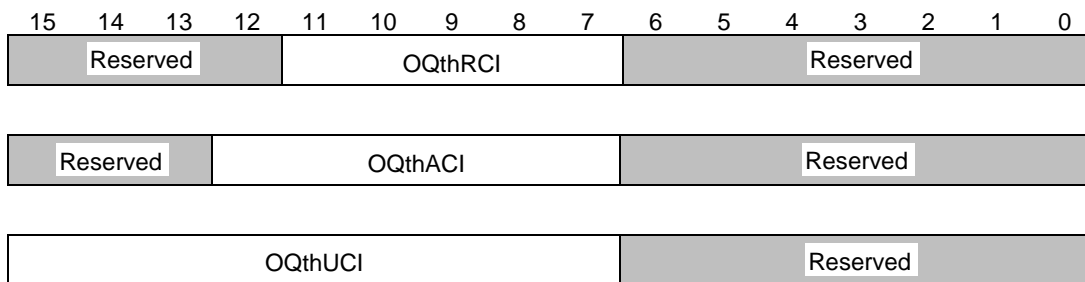 15 14 13 12 11 10 9 8 7 6 5 4 3 2 1 0
Reserved OQthRCI Reserved
Reserved OQthACI Reserved
OQthUCI Reserved